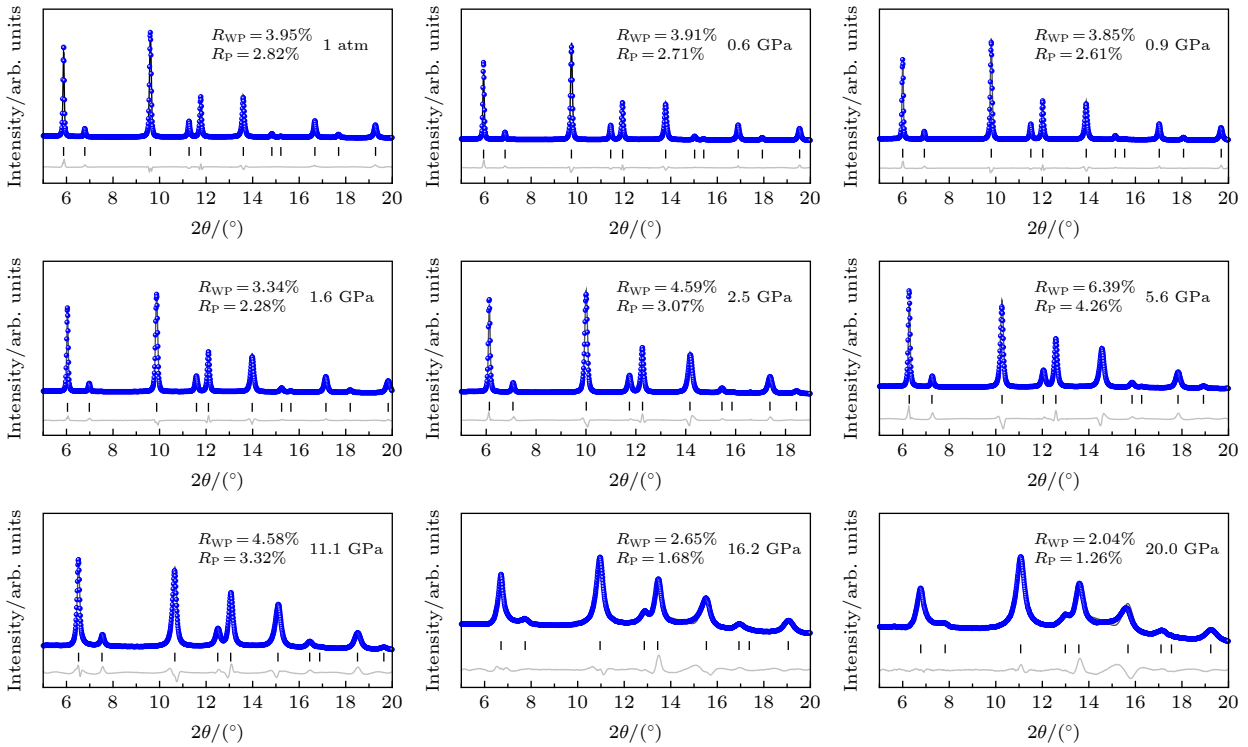 Intensity/arb. units
R_WP=3.95%
R_P=2.82%
1 atm
6 8 10 12 14 16 18 20
2θ/(°)
Intensity/arb. units
R_WP=3.91%
R_P=2.71%
0.6 GPa
6 8 10 12 14 16 18 20
2θ/(°)
Intensity/arb. units
R_WP=3.85%
R_P=2.61%
0.9 GPa
6 8 10 12 14 16 18 20
2θ/(°)
Intensity/arb. units
R_WP=3.34%
R_P=2.28%
1.6 GPa
6 8 10 12 14 16 18 20
2θ/(°)
Intensity/arb. units
R_WP=4.59%
R_P=3.07%
2.5 GPa
6 8 10 12 14 16 18
2θ/(°)
Intensity/arb. units
R_WP=6.39%
R_P=4.26%
5.6 GPa
6 8 10 12 14 16 18 20
2θ/(°)
Intensity/arb. units
R_WP=4.58%
R_P=3.32%
11.1 GPa
6 8 10 12 14 16 18 20
2θ/(°)
Intensity/arb. units
R_WP=2.65%
R_P=1.68%
16.2 GPa
6 8 10 12 14 16 18 20
2θ/(°)
Intensity/arb. units
R_WP=2.04%
R_P=1.26%
20.0 GPa
6 8 10 12 14 16 18 20
2θ/(°)